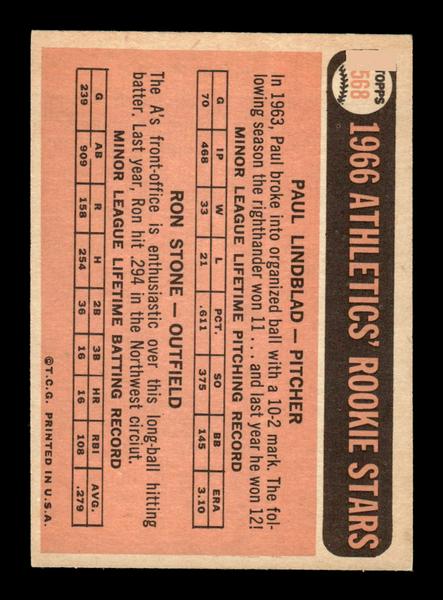 TOPPS
568
1966 ATHLETICS' ROOKIE STARS
PAUL LINDBLAD — PITCHER
In 1963, Paul broke into organized ball with a 10-2 mark. The fol-
lowing season the righthander won 11 . . . and last year he won 12!
MINOR LEAGUE LIFETIME PITCHING RECORD
G IP W L PCT. SO BB ERA
70 468 33 21 .611 375 145 3.10
RON STONE — OUTFIELD
The A's front-office is enthusiastic over this long-ball hitting
batter. Last year, Ron hit .294 in the Northwest circiut.
MINOR LEAGUE LIFETIME BATTING RECORD
G AB R H 2B 3B HR RBI AVG.
239 909 158 254 36 16 16 108 .279
©T.C.G. PRINTED IN U.S.A.